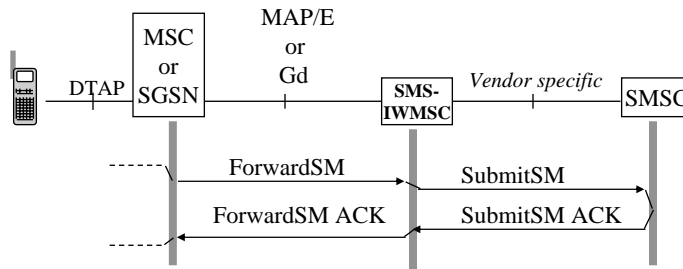 MSC
or
SGSN
MAP/E
or
Gd
DTAP
SMS-
IWMSC
Vendor specific
SMSC
ForwardSM
SubmitSM
ForwardSM ACK
SubmitSM ACK